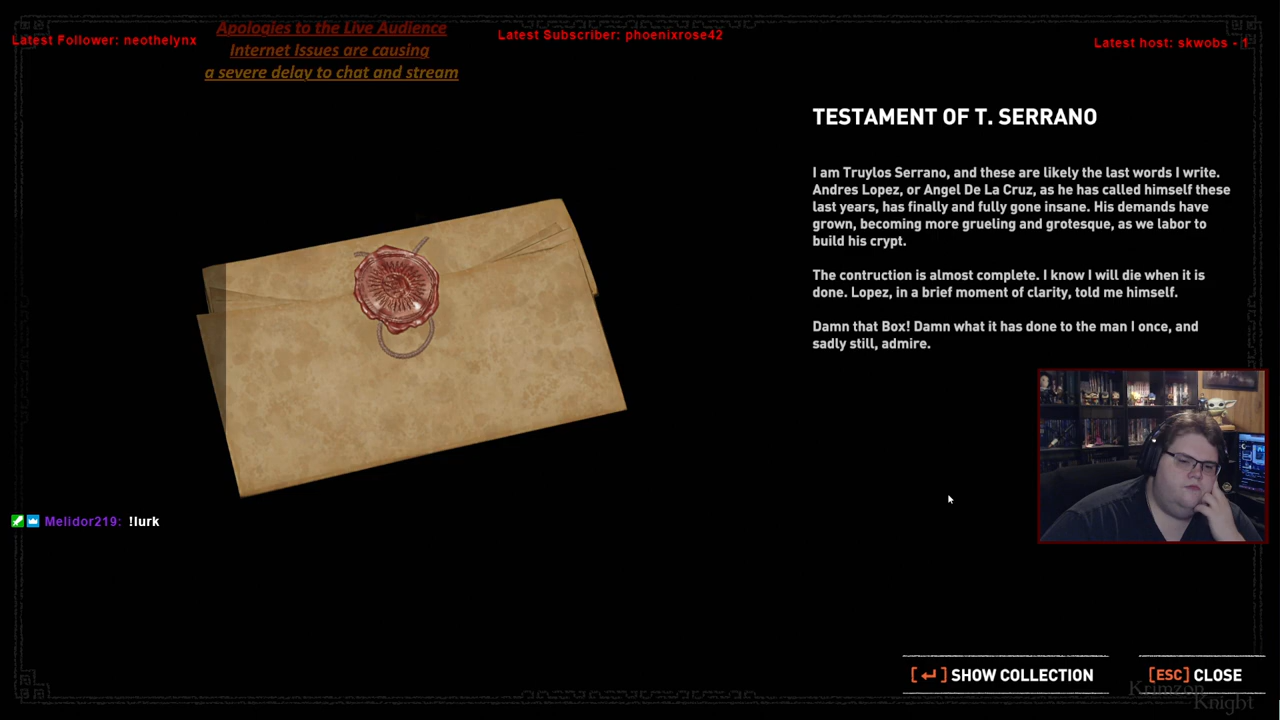 Apologies to the Live Audience
Internet Issues are causing
a severe delay to chat and stream
Latest Follower: neothelynx
Latest Subscriber: phoenixrose42
Latest host: skwobs - 1
TESTAMENT OF T. SERRANO
I am Truylos Serrano, and these are likely the last words I write.
Andres Lopez, or Angel De La Cruz, as he has called himself these
last years, has finally and fully gone insane. His demands have
grown, becoming more grueling and grotesque, as we labor to
build his crypt.
The contruction is almost complete. I know I will die when it is
done. Lopez, in a brief moment of clarity, told me himself.
Damn that Box! Damn what it has done to the man I once, and
sadly still, admire.
Melidor219: !lurk
[↵] SHOW COLLECTION
[ESC] CLOSE
Krimzon
Knight